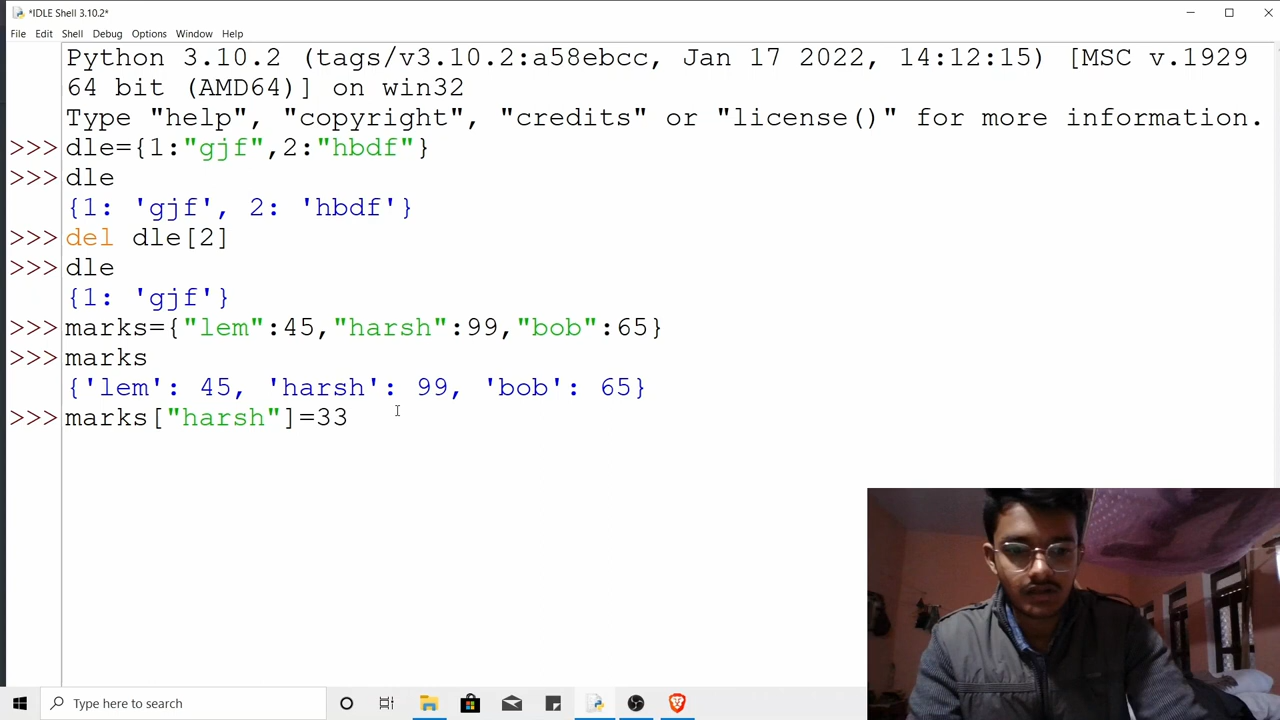 *IDLE Shell 3.10.2*
File Edit Shell Debug Options Window Help
Python 3.10.2 (tags/v3.10.2:a58ebcc, Jan 17 2022, 14:12:15) [MSC v.1929
64 bit (AMD64)] on win32
Type "help", "copyright", "credits" or "license()" for more information.
>>> dle={1:"gjf",2:"hbdf"}
>>> dle
{1: 'gjf', 2: 'hbdf'}
>>> del dle[2]
>>> dle
{1: 'gjf'}
>>> marks={"lem":45,"harsh":99,"bob":65}
>>> marks
{'lem': 45, 'harsh': 99, 'bob': 65}
>>> marks["harsh"]=33
Type here to search